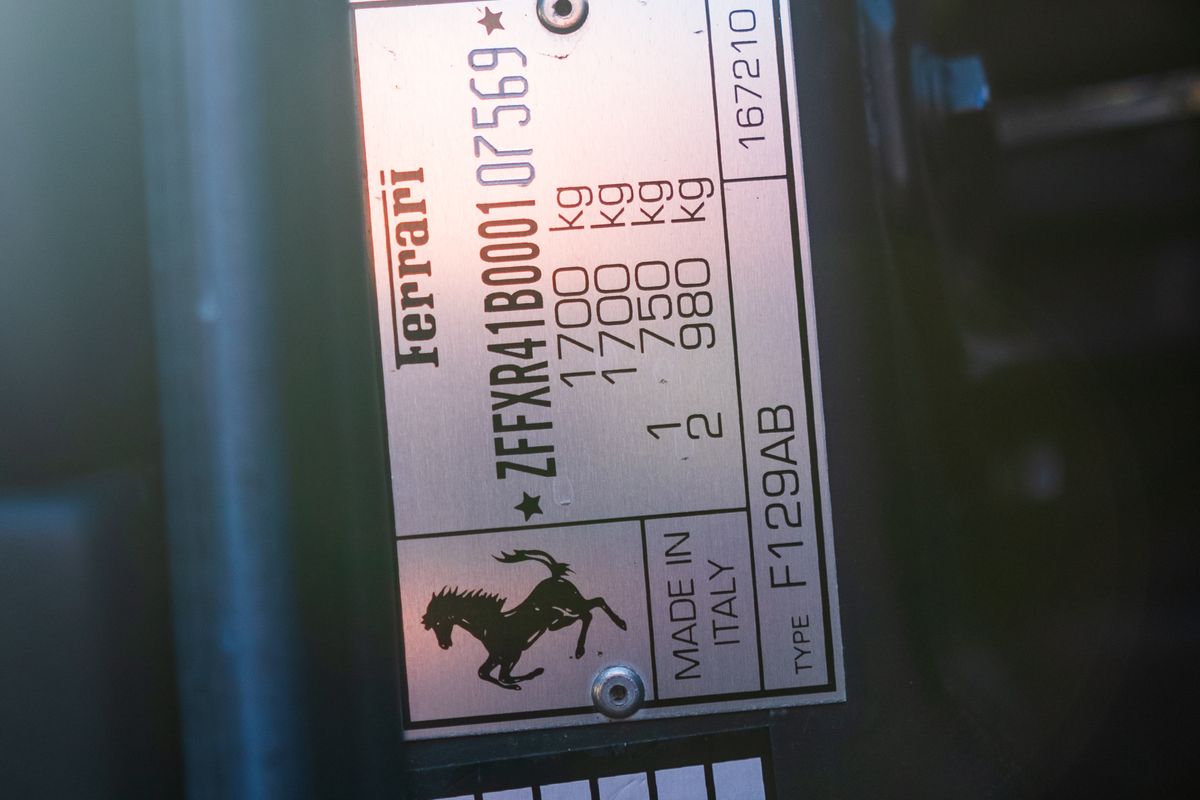 Ferrari
★ZFFXR41B000107569★
1700 kg
1700 kg
1 750 kg
2 980 kg
MADE IN
ITALY
TYPE F129AB 167210